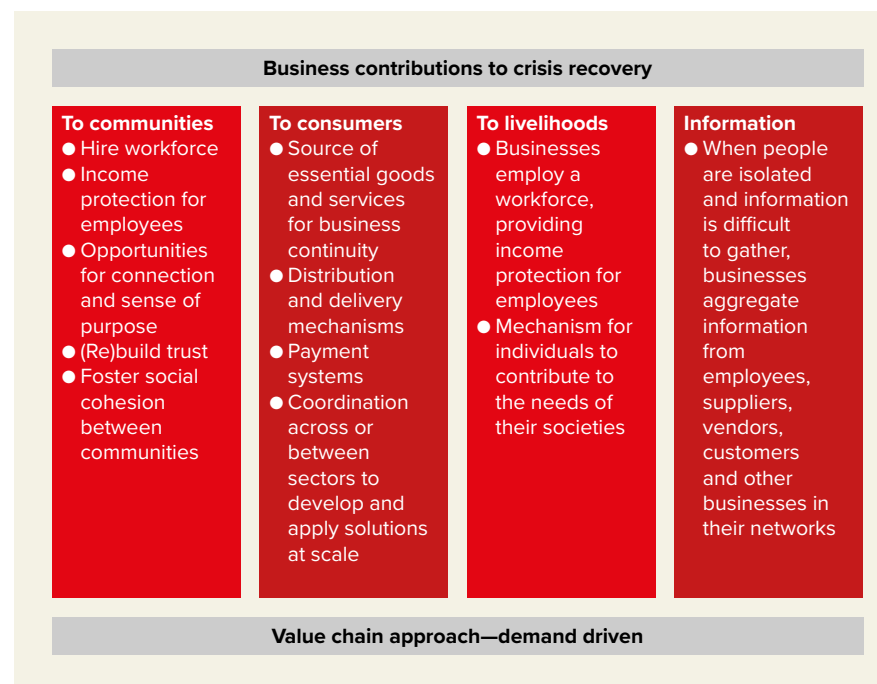 Business contributions to crisis recovery
To communities
● Hire workforce
● Income
protection for
employees
● Opportunities
for connection
and sense of
purpose
● (Re)build trust
● Foster social
cohesion
between
communities
To consumers
● Source of
essential goods
and services
for business
continuity
● Distribution
and delivery
mechanisms
● Payment
systems
● Coordination
across or
between
sectors to
develop and
apply solutions
at scale
To livelihoods
● Businesses
employ a
workforce,
providing
income
protection for
employees
● Mechanism for
individuals to
contribute to
the needs of
their societies
Information
● When people
are isolated
and information
is difficult
to gather,
businesses
aggregate
information
from
employees,
suppliers,
vendors,
customers
and other
businesses in
their networks
Value chain approach—demand driven